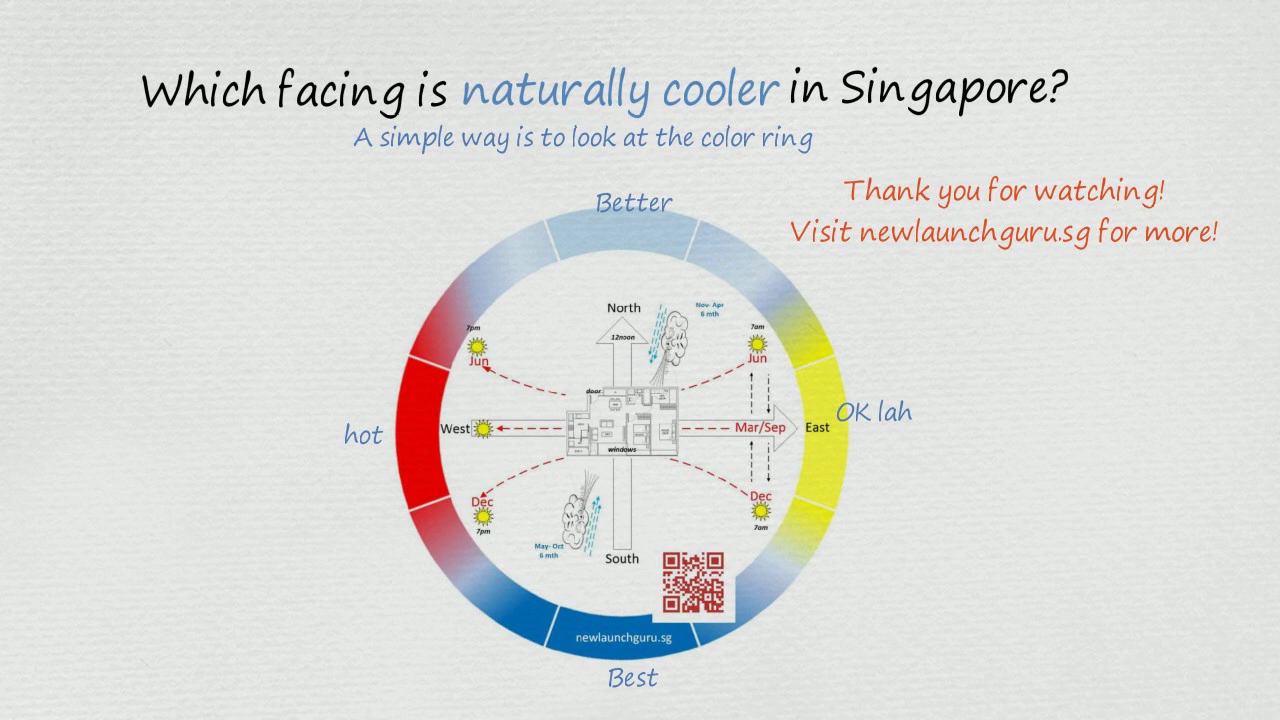 Which facing is naturally cooler in Singapore?
A simple way is to look at the color ring
Thank you for watching!
Visit newlaunchguru.sg for more!
Better
North
Nov- Apr
6 mth
12noon
7pm
Jun
7am
Jun
door
West
Mar/Sep
East
OK lah
hot
windows
Dec
7pm
Dec
7am
May- Oct
6 mth
South
newlaunchguru.sg
Best